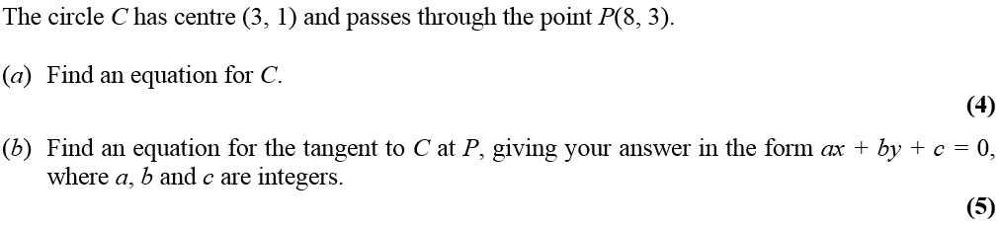 The circle C has centre (3, 1) and passes through the point P(8, 3).
(a) Find an equation for C.
(4)
(b) Find an equation for the tangent to C at P, giving your answer in the form ax + by + c = 0,
where a, b and c are integers.
(5)